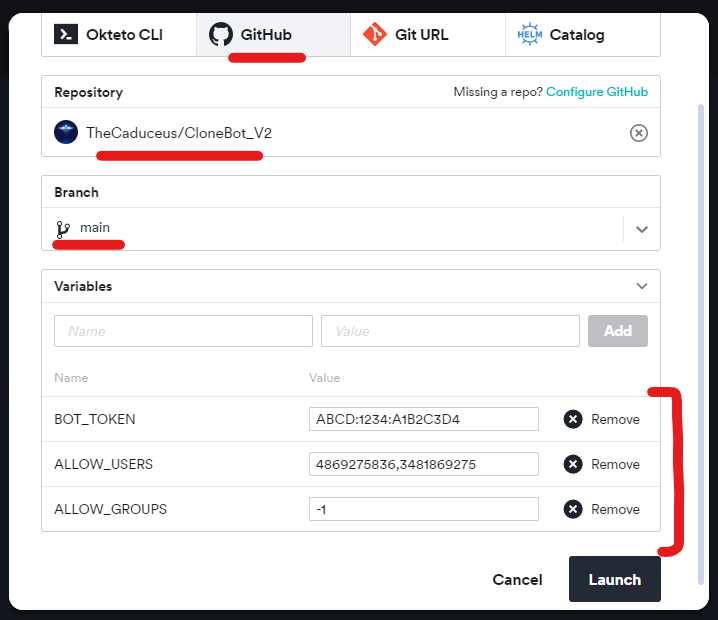 Okteto CLI GitHub Git URL HELM Catalog
Repository Missing a repo? Configure GitHub
TheCaduceus/CloneBot_V2
Branch
main
Variables
Name Value Add
Name Value
BOT_TOKEN ABCD:1234:A1B2C3D4 Remove
ALLOW_USERS 4869275836,3481869275 Remove
ALLOW_GROUPS -1 Remove
Cancel Launch